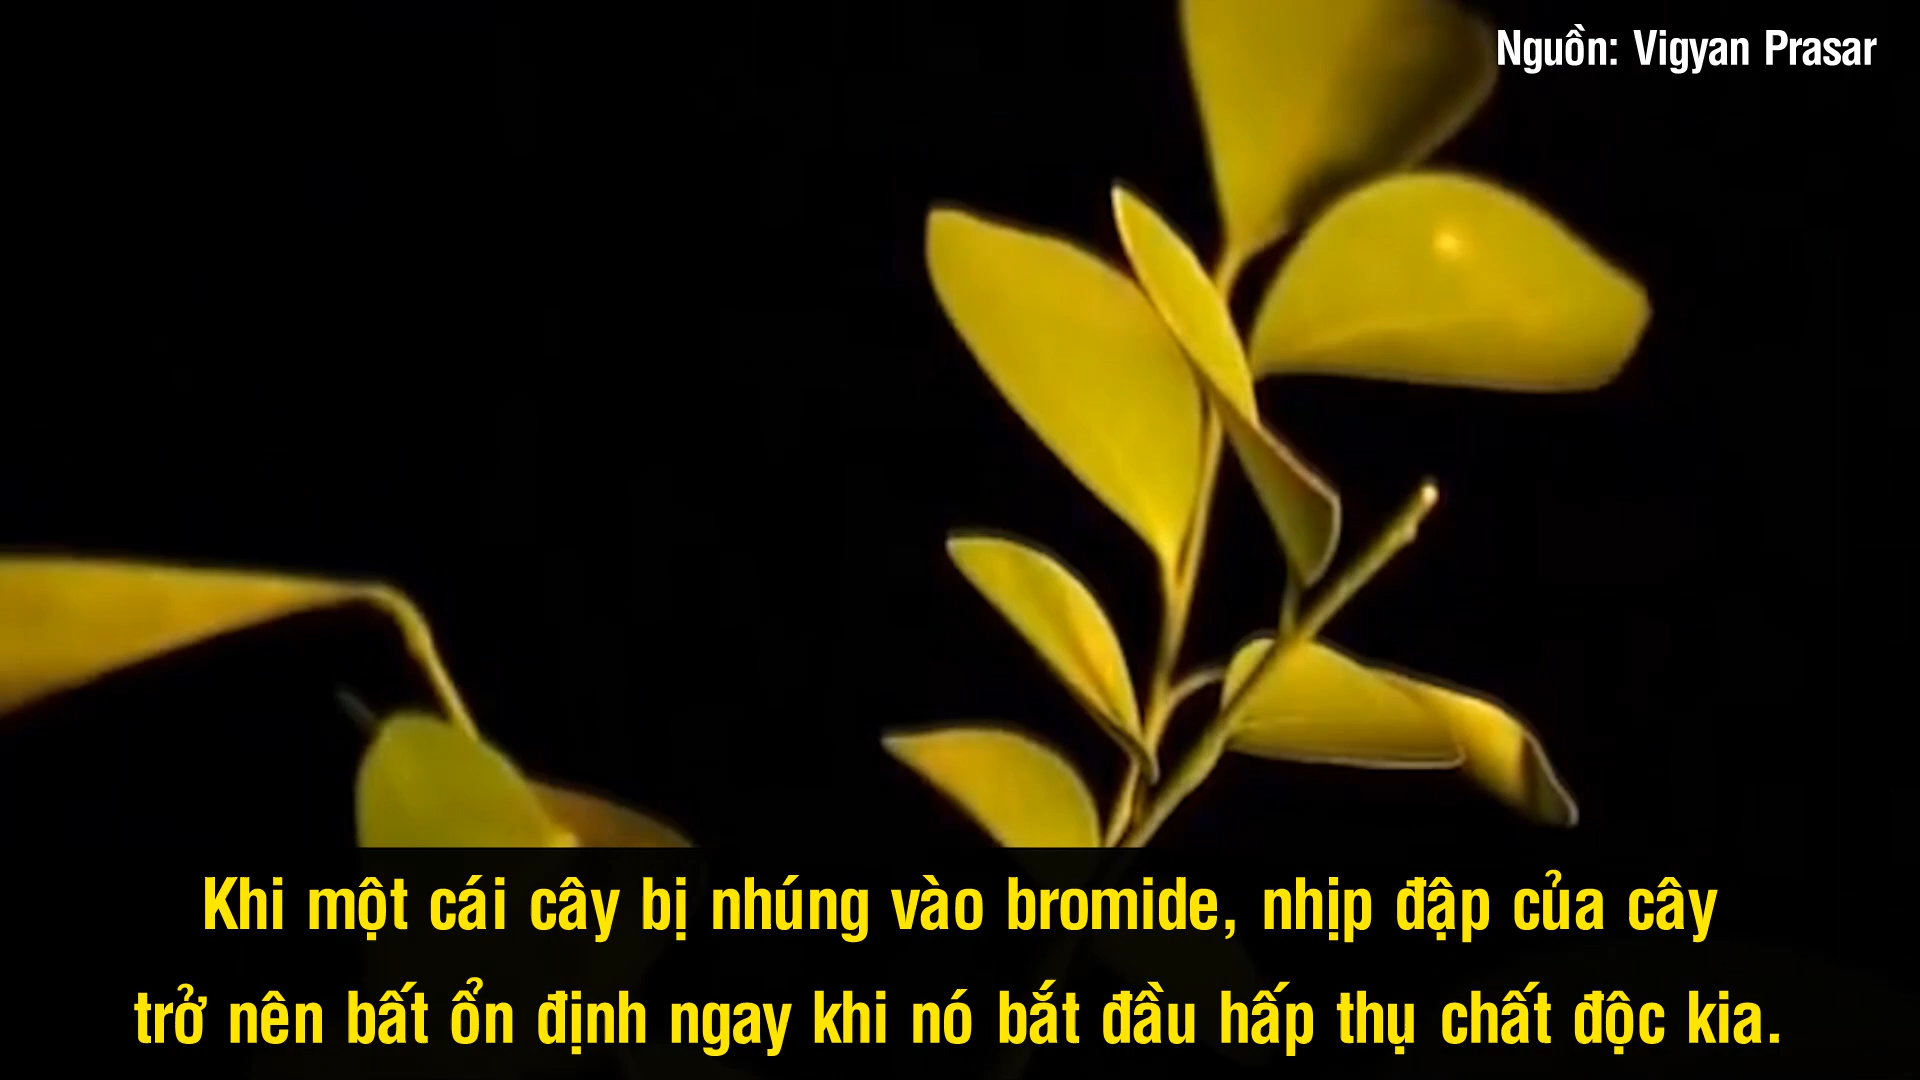 Nguồn: Vigyan Prasar
Khi một cái cây bị nhúng vào bromide, nhịp đập của cây
trở nên bất ổn định ngay khi nó bắt đầu hấp thụ chất độc kia.